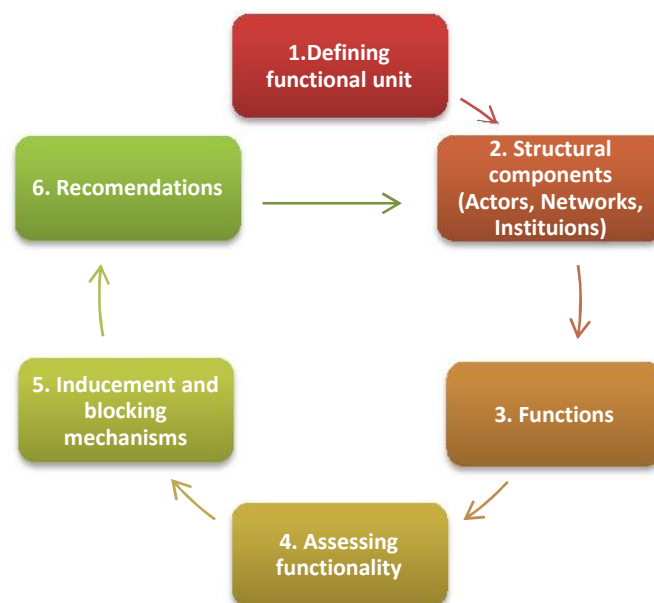 1.Defining
functional unit
2. Structural
components
(Actors, Networks,
Instituions)
3. Functions
4. Assessing
functionality
5. Inducement and
blocking
mechanisms
6. Recomendations